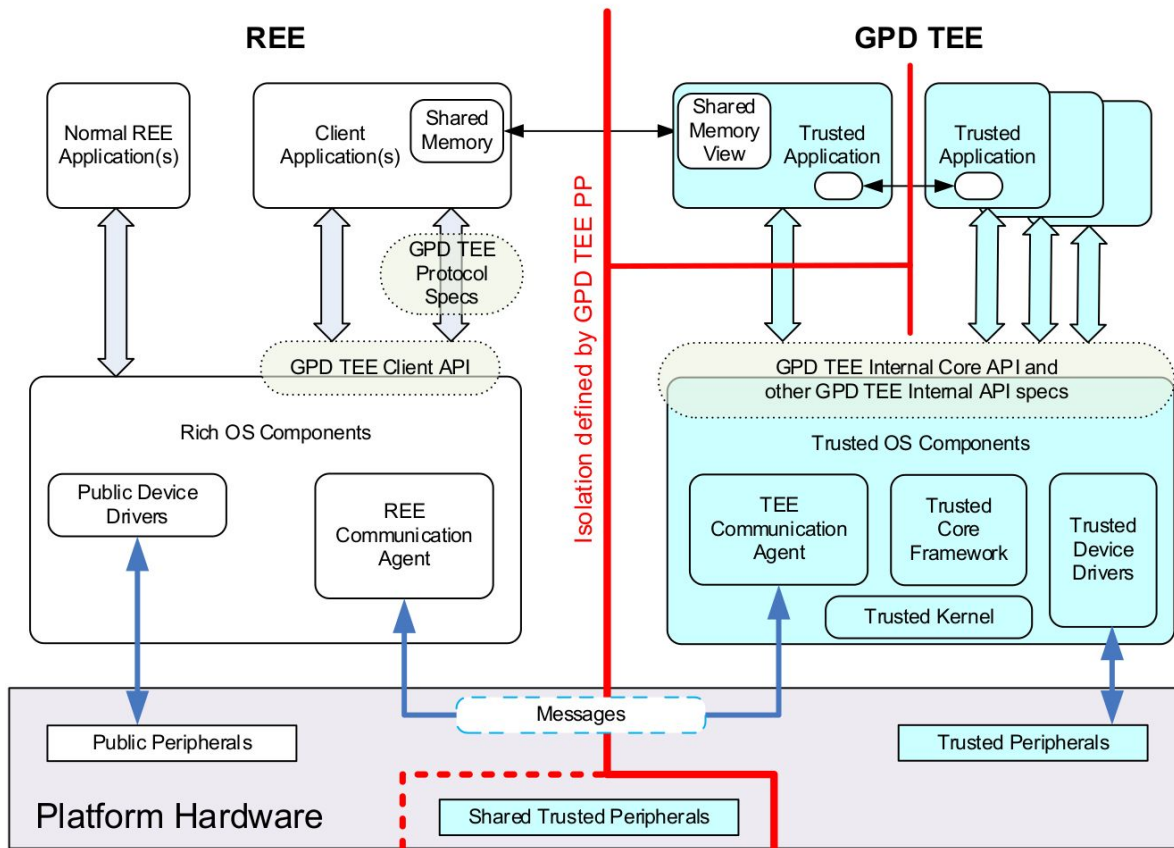 REE
GPD TEE
Normal REE
Application(s)
Client
Application(s)
Shared
Memory
Shared
Memory
View
Trusted
Application
Trusted
Application
Isolation defined by GPD TEE PP
GPD TEE
Protocol
Specs
GPD TEE Client API
GPD TEE Internal Core API and
other GPD TEE Internal API specs
Rich OS Components
Trusted OS Components
Public Device
Drivers
REE
Communication
Agent
TEE
Communication
Agent
Trusted
Core
Framework
Trusted
Device
Drivers
Trusted Kernel
Messages
Public Peripherals
Trusted Peripherals
Platform Hardware
Shared Trusted Peripherals